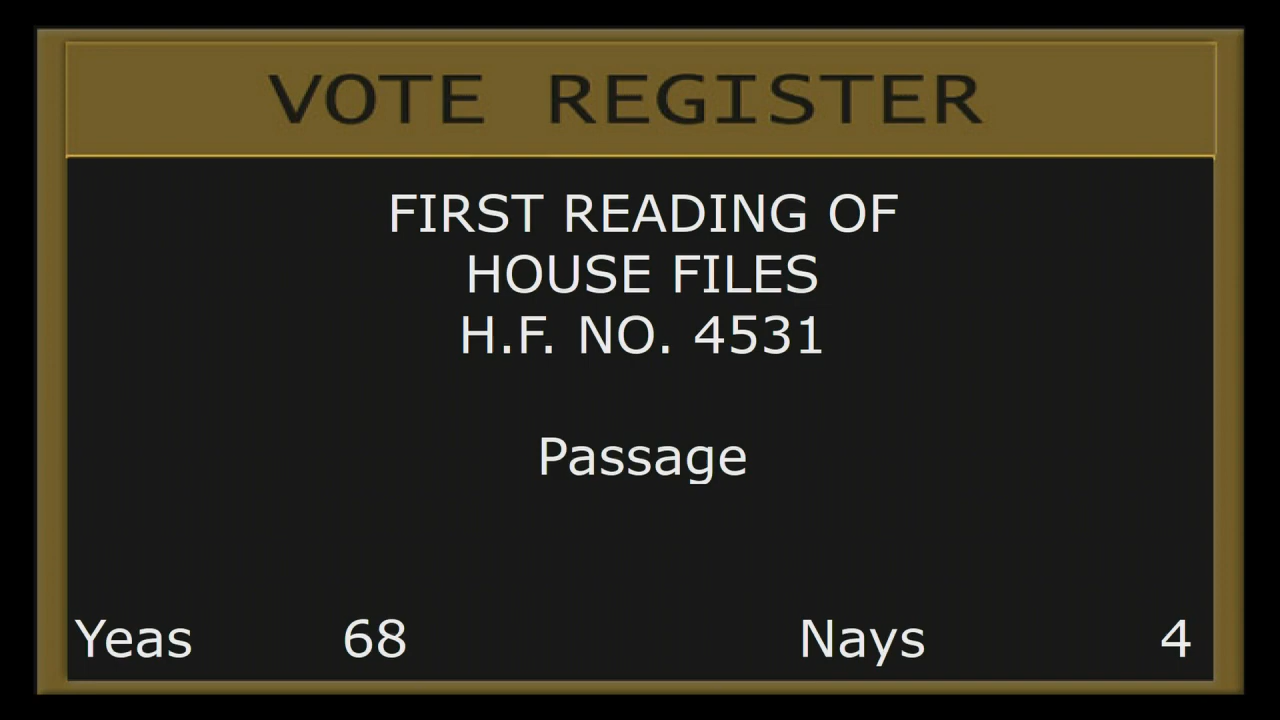 VOTE REGISTER
FIRST READING OF
HOUSE FILES
H.F. NO. 4531
Passage
Yeas 68 Nays 4